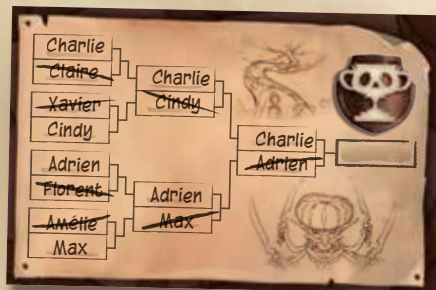 Charlie
Claire
Xavier
Cindy
Adrien
Florent
Amélie
Max
Charlie
Cindy
Adrien
Max
Charlie
Adrien